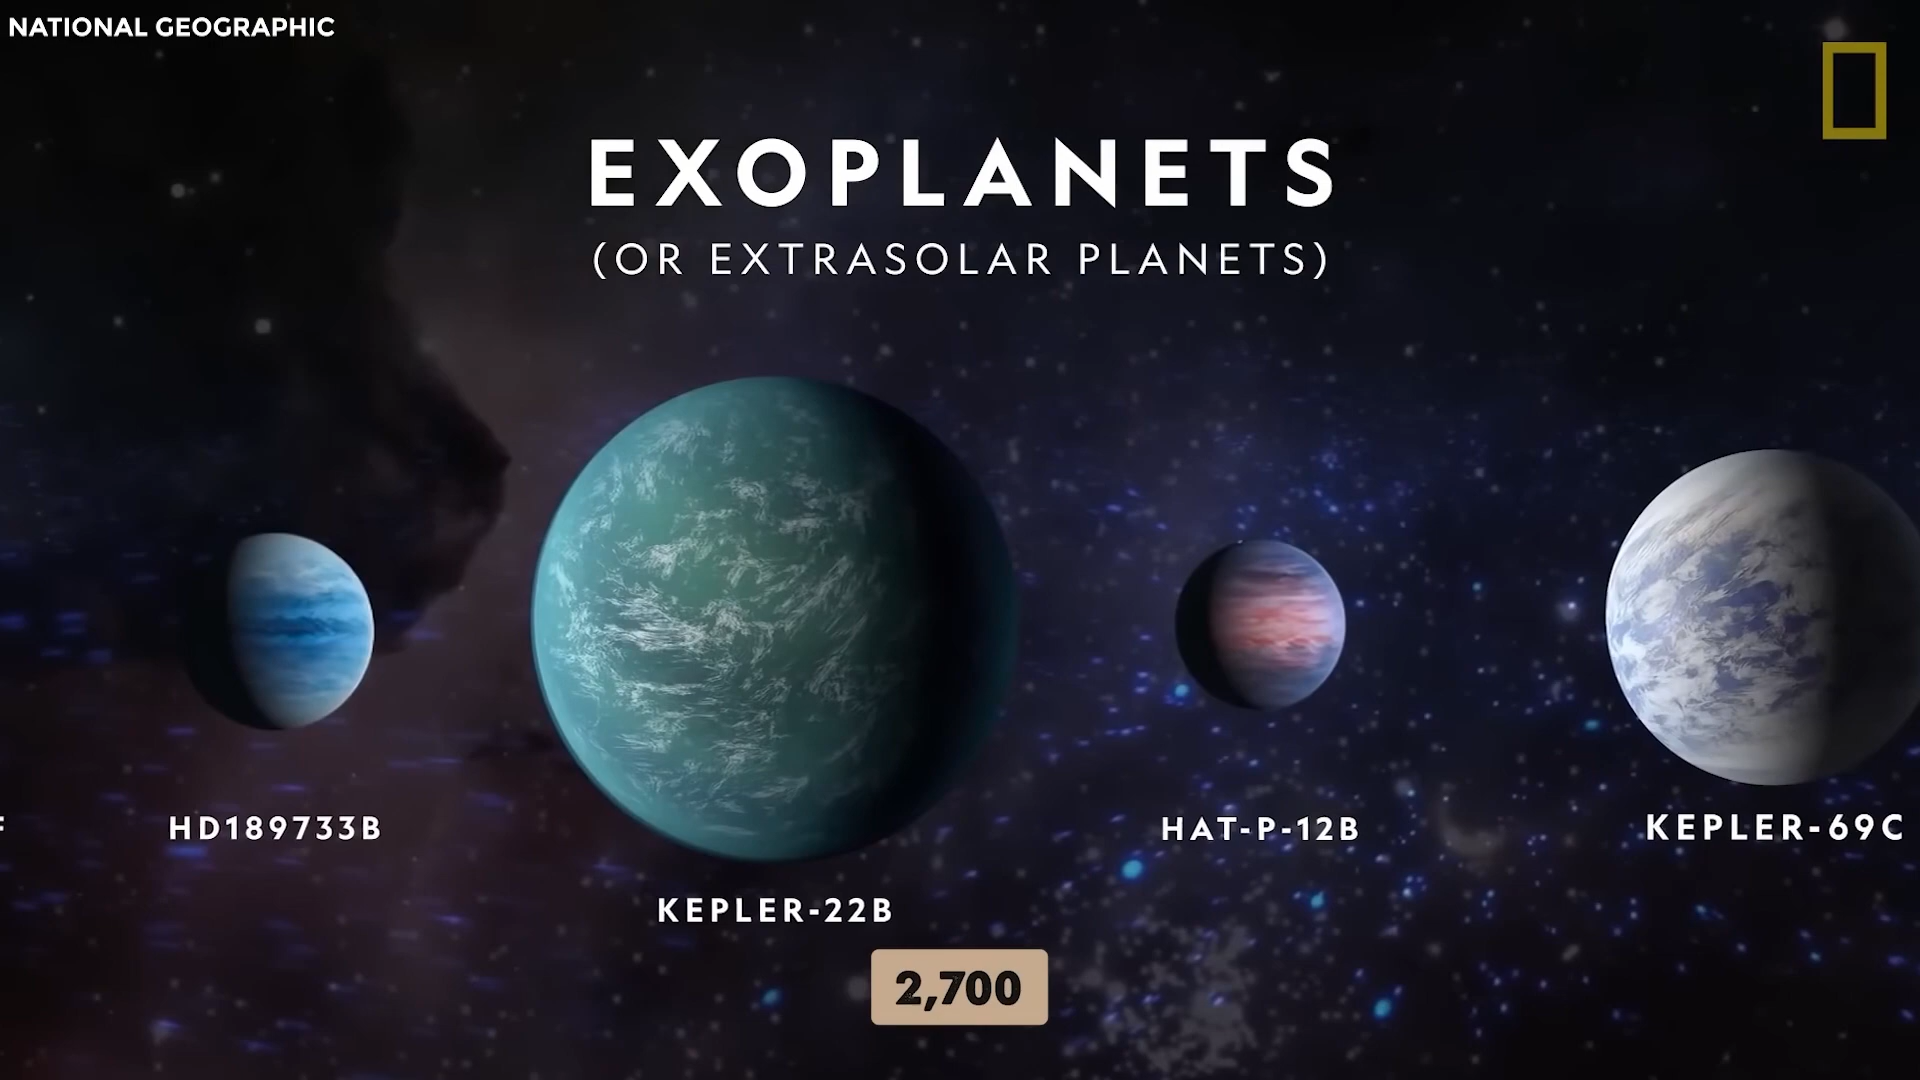 NATIONAL GEOGRAPHIC
EXOPLANETS
(OR EXTRASOLAR PLANETS)
HD189733B
HAT-P-12B
KEPLER-69C
KEPLER-22B
2,700